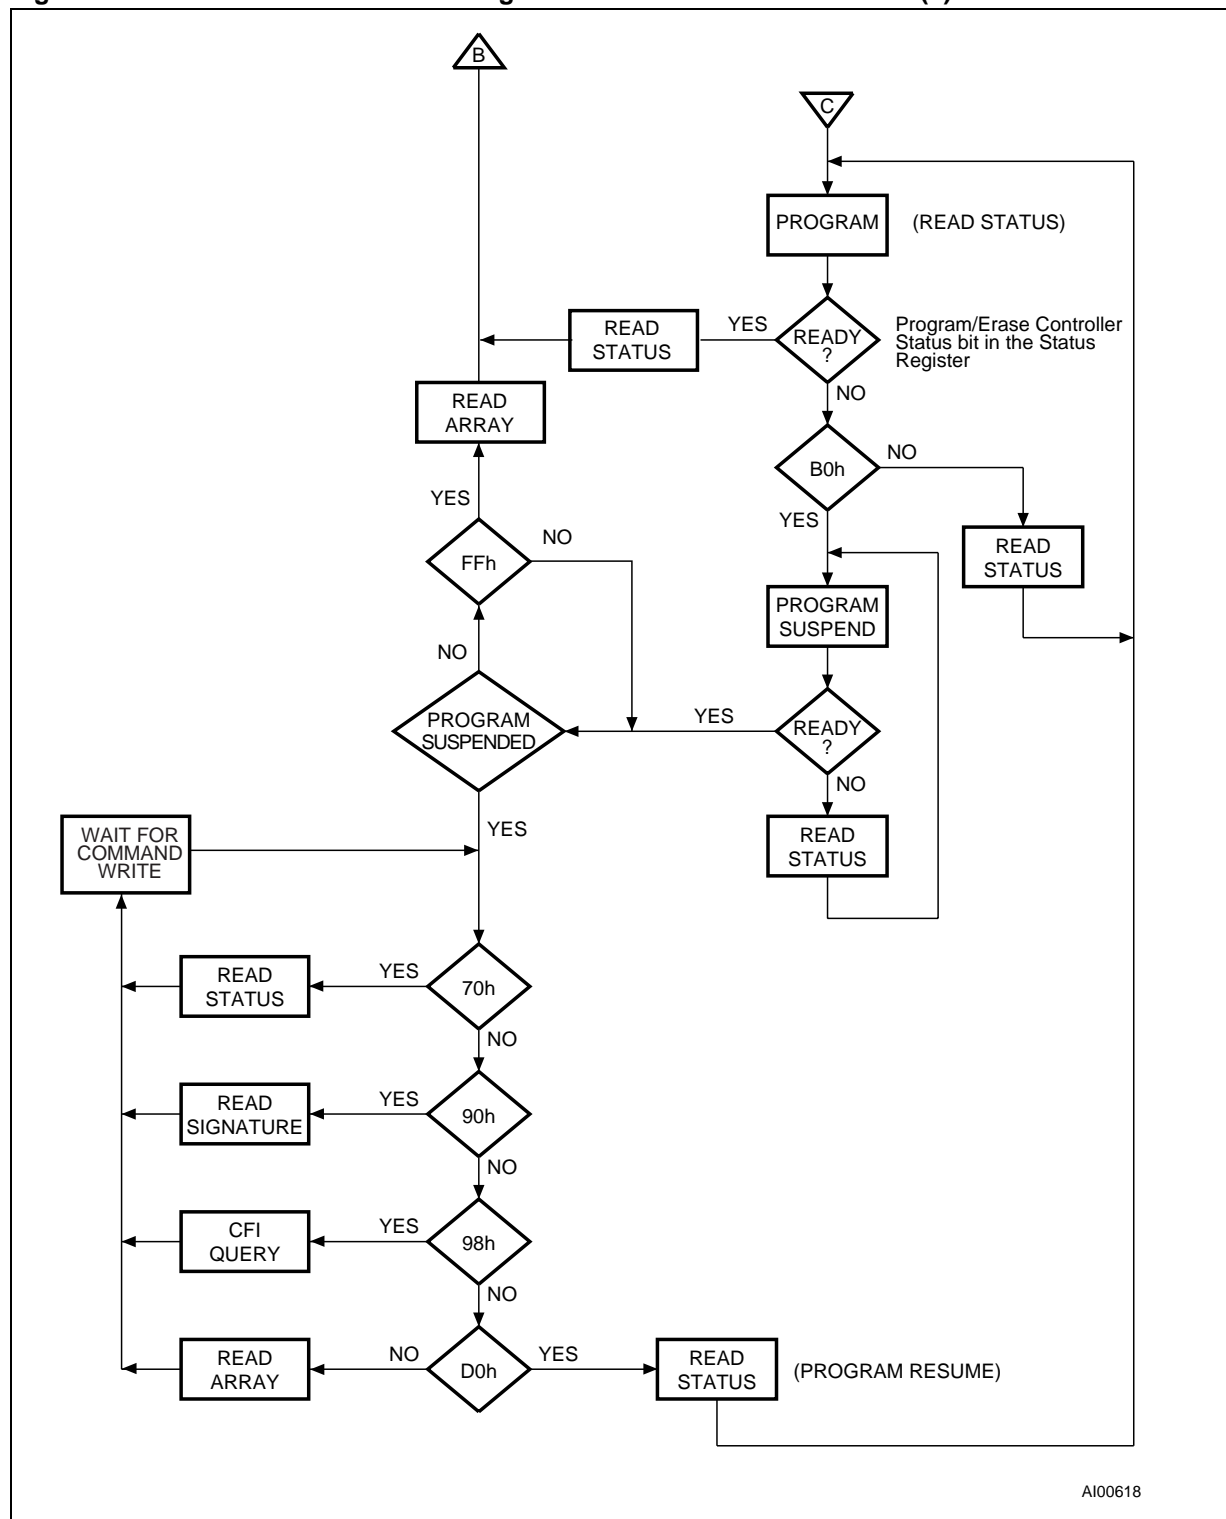 B
C
PROGRAM
(READ STATUS)
READ
STATUS
YES
READY
?
Program/Erase Controller
Status bit in the Status
Register
NO
READ
ARRAY
B0h
NO
YES
YES
FFh
NO
READ
STATUS
PROGRAM
SUSPEND
NO
PROGRAM
SUSPENDED
YES
READY
?
NO
YES
WAIT FOR
COMMAND
WRITE
READ
STATUS
READ
STATUS
YES
70h
NO
READ
SIGNATURE
YES
90h
NO
CFI
QUERY
YES
98h
NO
READ
ARRAY
NO
D0h
YES
READ
STATUS
(PROGRAM RESUME)
AI00618